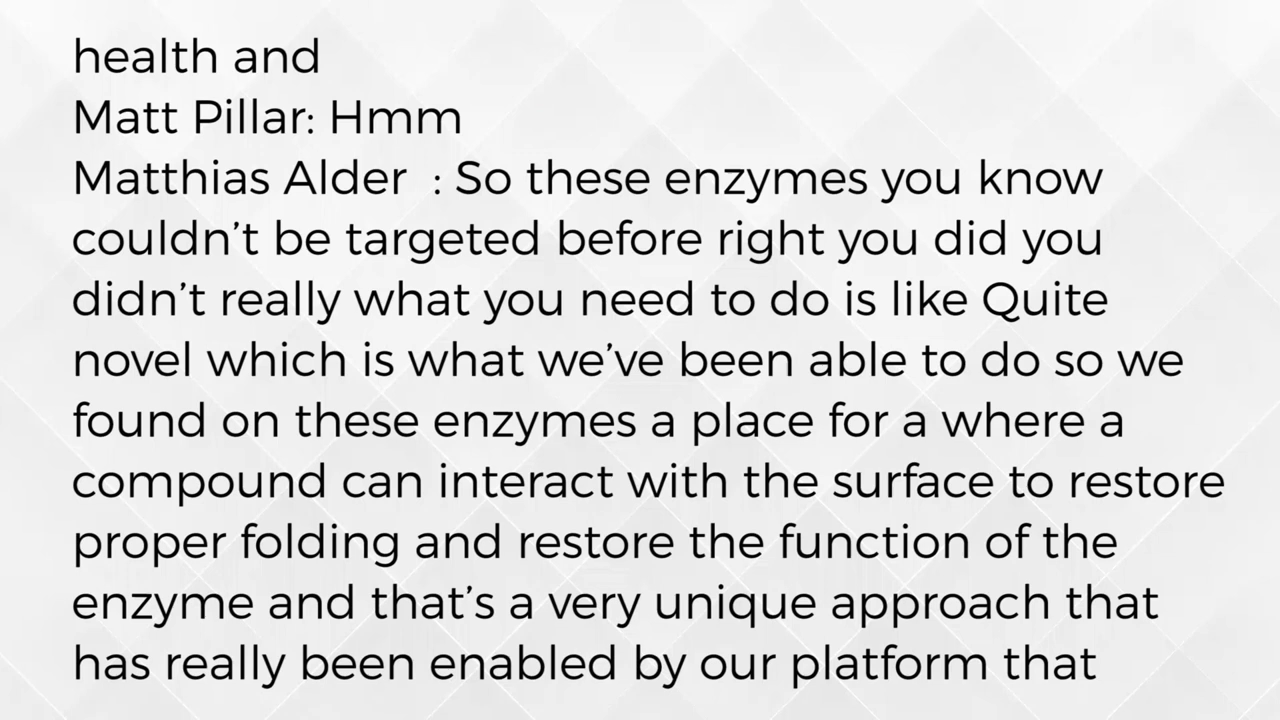 health and
Matt Pillar: Hmm
Matthias Alder  : So these enzymes you know
couldn’t be targeted before right you did you
didn’t really what you need to do is like Quite
novel which is what we’ve been able to do so we
found on these enzymes a place for a where a
compound can interact with the surface to restore
proper folding and restore the function of the
enzyme and that’s a very unique approach that
has really been enabled by our platform that